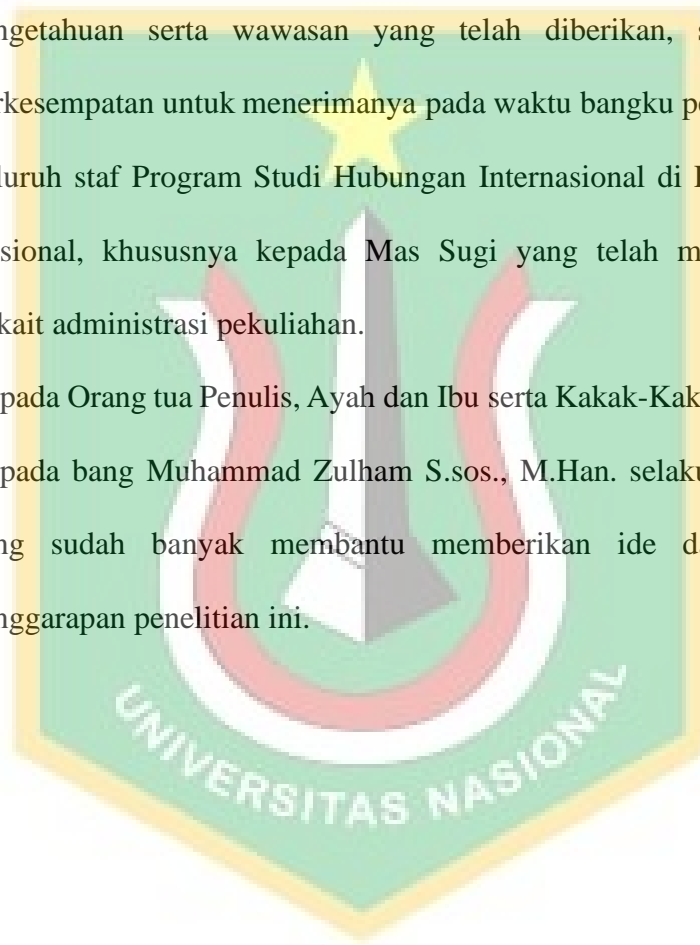 ngetahuan serta wawasan yang telah diberikan, s
rkesempatan untuk menerimanya pada waktu bangku pe
luruh staf Program Studi Hubungan Internasional di
sional, khususnya kepada Mas Sugi yang telah m
kait administrasi pekuliahan.
pada Orang tua Penulis, Ayah dan Ibu serta Kakak-Kak
pada bang Muhammad Zulham S.sos., M.Han. selaku
ng sudah banyak membantu memberikan ide d
nggarapan penelitian ini.
UNIVERSITAS NASIONAL